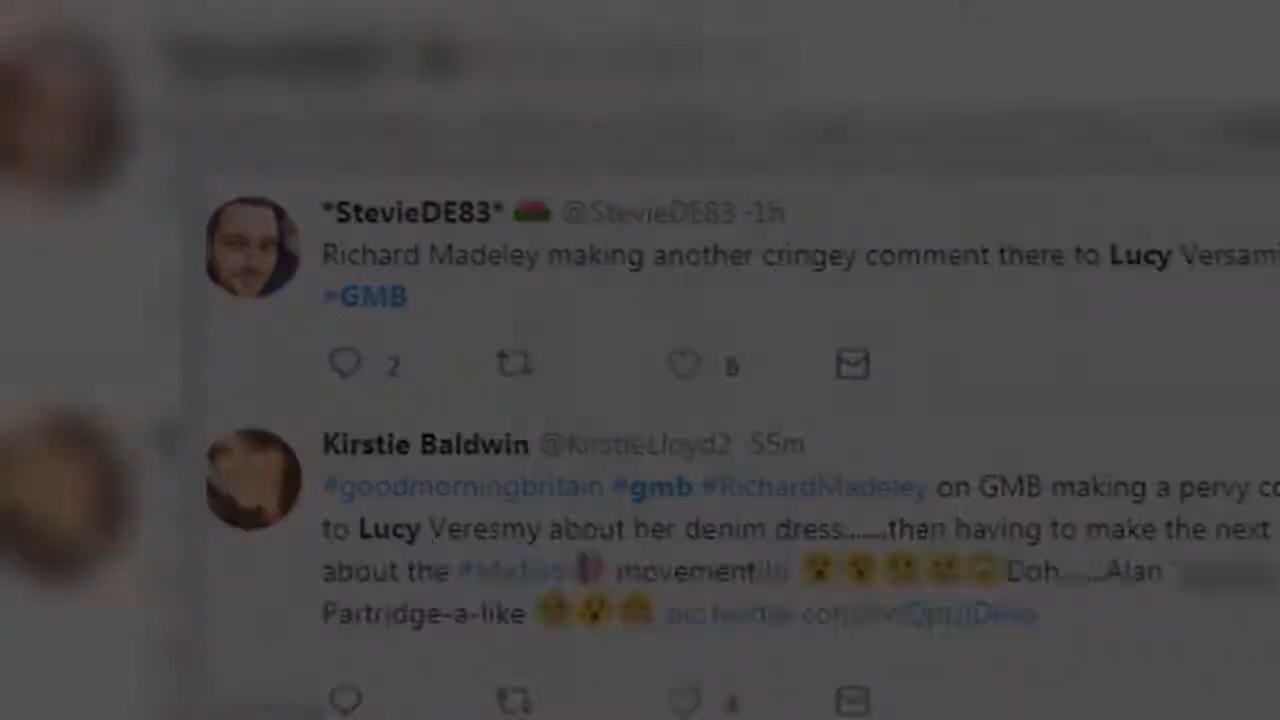 *StevieDE83* @StevieDE83 ·1h
Richard Madeley making another cringey comment there to Lucy Versam
#GMB
2 6
Kirstie Baldwin @KirstieLloyd2 ·55m
#goodmorningbritain #gmb #RichardMadeley on GMB making a pervy co
to Lucy Veresmy about her denim dress......then having to make the next
about the #MeToo movement!!!! Doh......Alan
Partridge-a-like
4